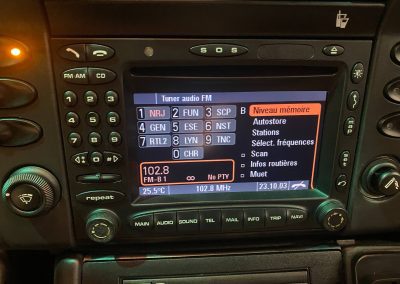 SOS
FM·AM CD
Tuner audio FM
1 NRJ 2 FUN 3 SCP B Niveau mémoire
4 GEN 5 ESE 6 NST Autostore
7 RTL2 8 LYN 9 TNC Stations
0 CHR Sélect. fréquences
Scan
Infos routières
Muet
102.8
FM-B 1 ∞ No PTY
25.5°C 102.8 MHz 23.10.03
repeat
MAIN AUDIO SOUND TEL MAIL INFO TRIP NAVI